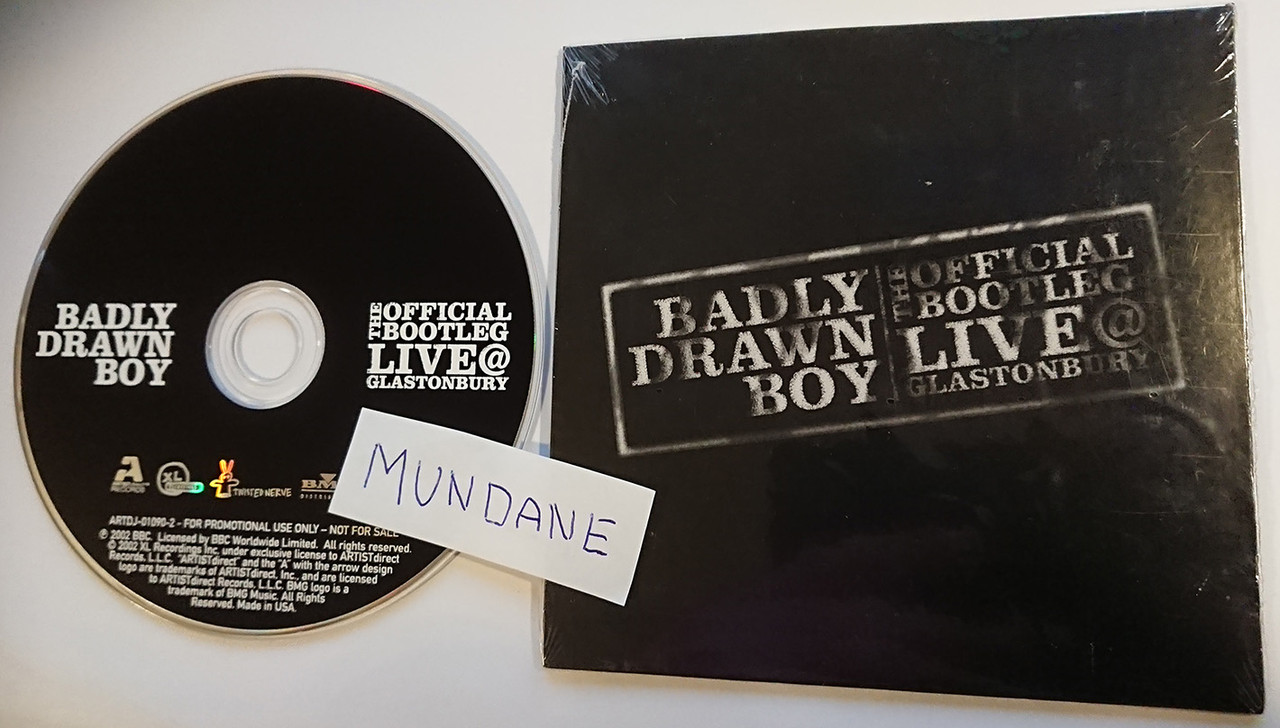 BADLY
DRAWN
BOY
THE OFFICIAL
BOOTLEG
LIVE@
GLASTONBURY
A
RECORDS
XL
TWISTED NERVE
ARTDJ-01090-2 - FOR PROMOTIONAL USE ONLY – NOT FOR SALE
℗ 2002 BBC. Licensed by BBC Worldwide Limited. All rights reserved.
© 2002 XL Recordings Inc. under exclusive license to ARTISTdirect
Records, L.L.C. "ARTISTdirect" and the "A" with the arrow design
logo are trademarks of ARTISTdirect, Inc., and are licensed
to ARTISTdirect Records, L.L.C. BMG logo is a
trademark of BMG Music. All Rights
Reserved. Made in USA.
MUNDANE
BADLY
DRAWN
BOY
THE OFFICIAL
BOOTLEG
LIVE@
GLASTONBURY